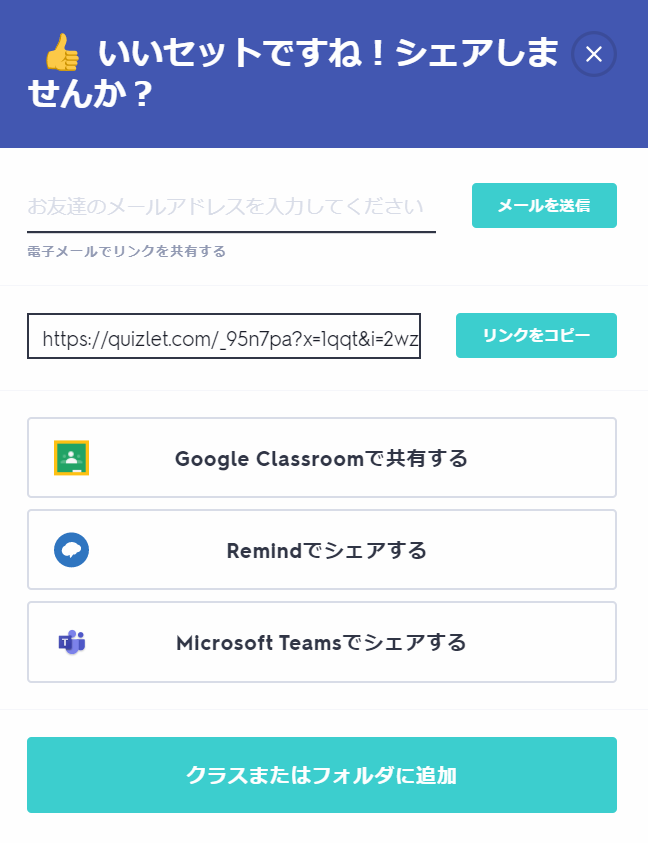 👍 いいセットですね！シェアしま
せんか？
お友達のメールアドレスを入力してください
メールを送信
電子メールでリンクを共有する
https://quizlet.com/_95n7pa?x=1qqt&i=2wz
リンクをコピー
Google Classroomで共有する
Remindでシェアする
T
Microsoft Teamsでシェアする
クラスまたはフォルダに追加